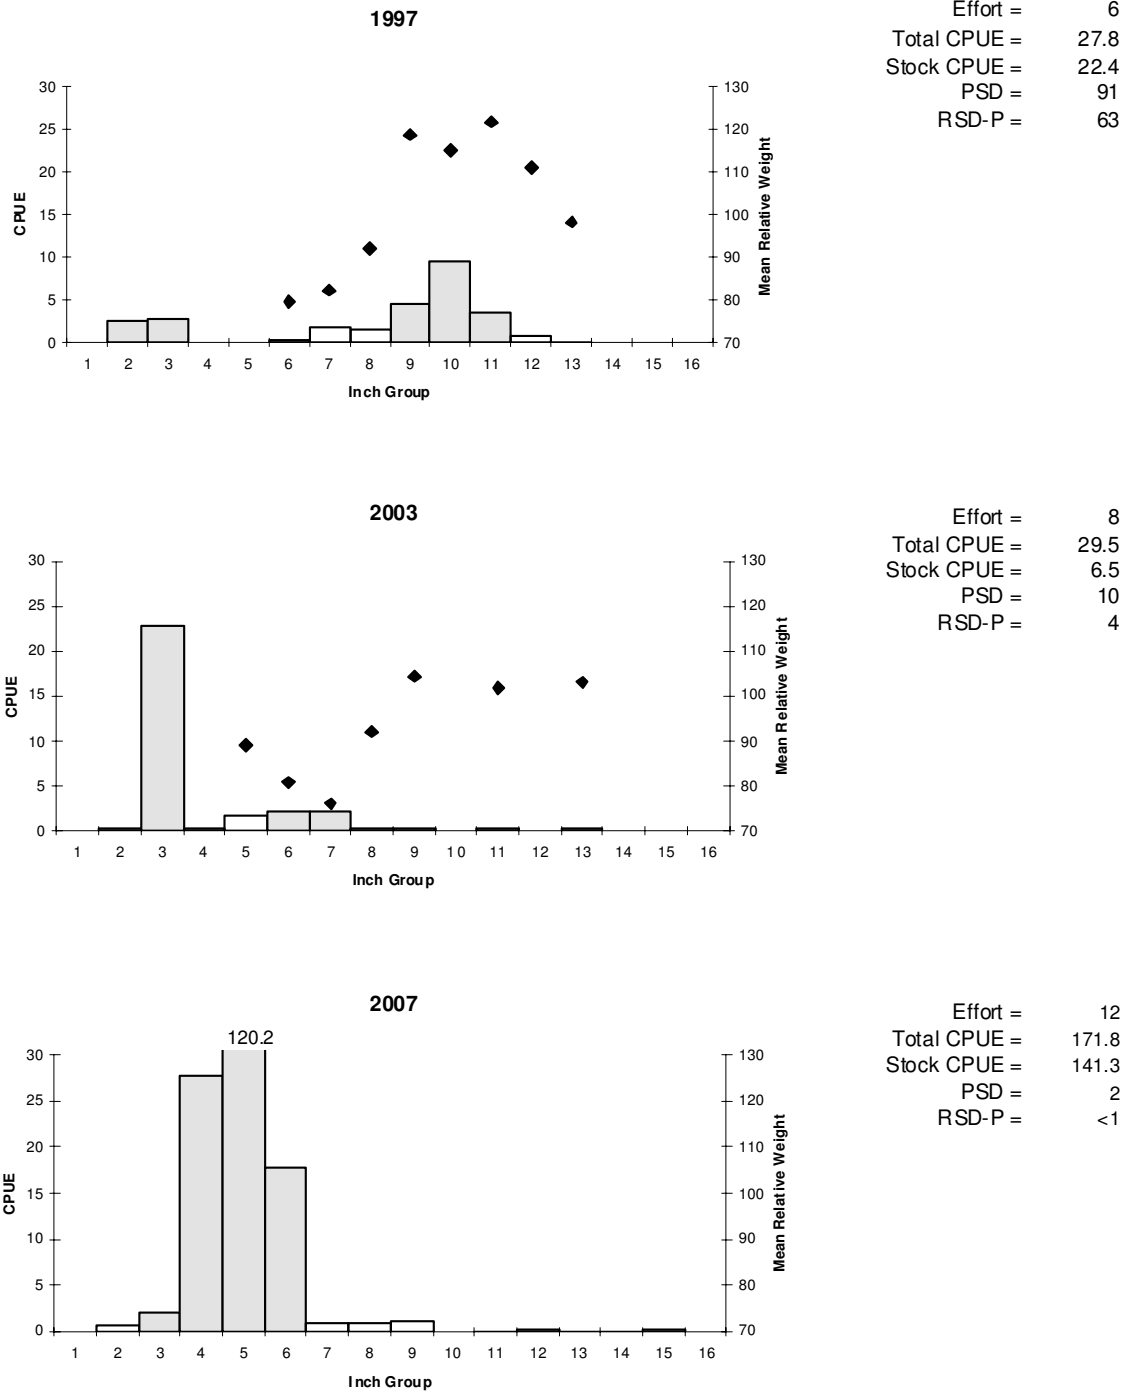 1997
Effort = 6
Total CPUE = 27.8
Stock CPUE = 22.4
PSD = 91
RSD-P = 63
30 130
25 120
20 110
15 100
10 90
5 80
0 70
CPUE
Mean Relative Weight
1 2 3 4 5 6 7 8 9 10 11 12 13 14 15 16
Inch Group
2003
Effort = 8
Total CPUE = 29.5
Stock CPUE = 6.5
PSD = 10
RSD-P = 4
30 130
25 120
20 110
15 100
10 90
5 80
0 70
CPUE
Mean Relative Weight
1 2 3 4 5 6 7 8 9 10 11 12 13 14 15 16
Inch Group
2007
Effort = 12
Total CPUE = 171.8
Stock CPUE = 141.3
PSD = 2
RSD-P = <1
120.2
30 130
25 120
20 110
15 100
10 90
5 80
0 70
CPUE
Mean Relative Weight
1 2 3 4 5 6 7 8 9 10 11 12 13 14 15 16
Inch Group